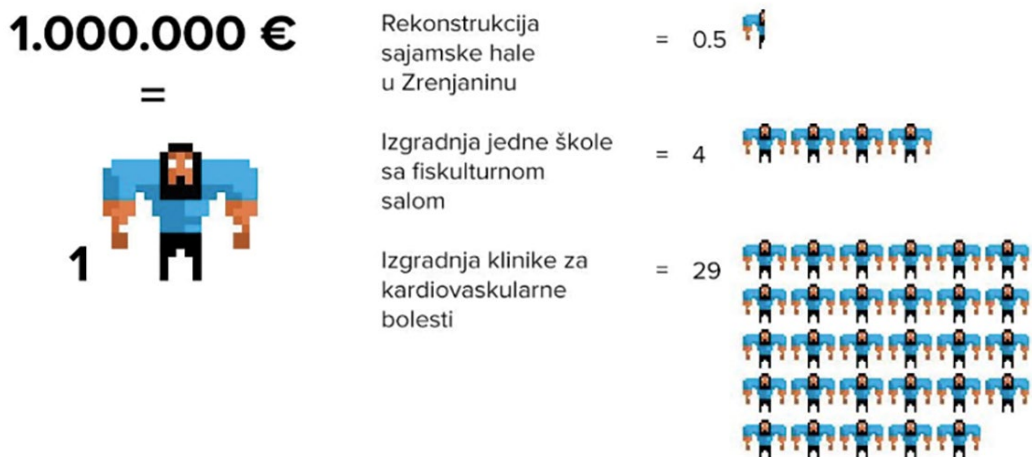 1.000.000 €
=
1
Rekonstrukcija
sajamske hale
u Zrenjaninu
= 0.5
Izgradnja jedne škole
sa fiskulturnom
salom
= 4
Izgradnja klinike za
kardiovaskularne
bolesti
= 29